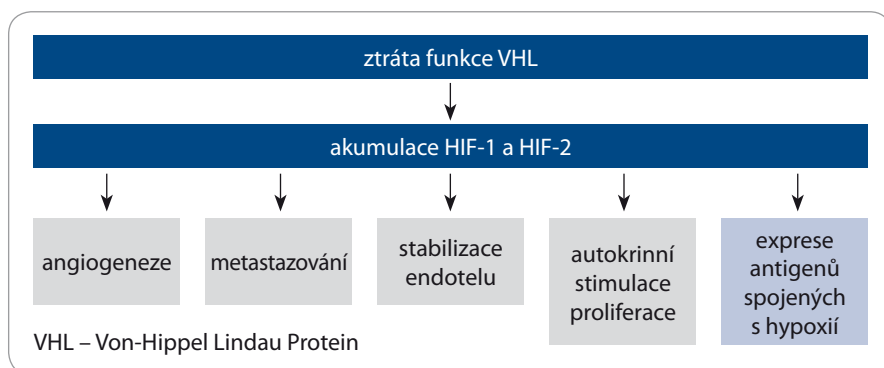 ztráta funkce VHL
akumulace HIF-1 a HIF-2
angiogeneze
metastazování
stabilizace
endotelu
autokrinní
stimulace
proliferace
exprese
antigenů
spojených
s hypoxií
VHL – Von-Hippel Lindau Protein